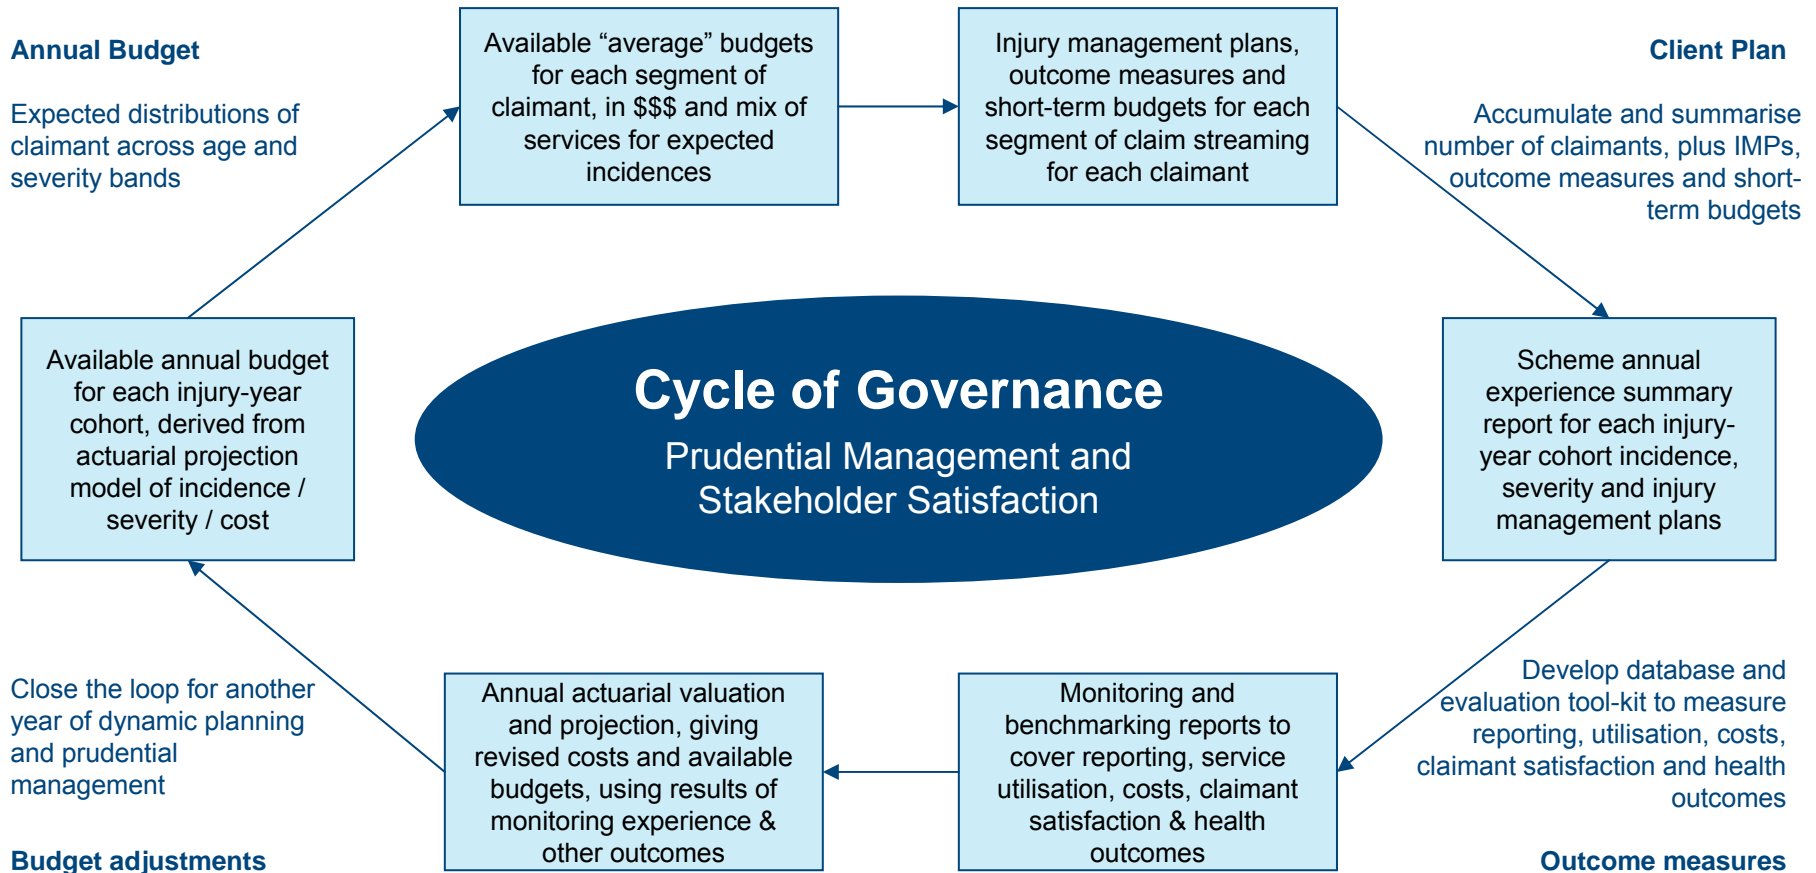 Annual Budget
Expected distributions of
claimant across age and
severity bands
Available “average” budgets
for each segment of
claimant, in $$$ and mix of
services for expected
incidences
Injury management plans,
outcome measures and
short-term budgets for each
segment of claim streaming
for each claimant
Client Plan
Accumulate and summarise
number of claimants, plus IMPs,
outcome measures and short-
term budgets
Available annual budget
for each injury-year
cohort, derived from
actuarial projection
model of incidence /
severity / cost
Cycle of Governance
Prudential Management and
Stakeholder Satisfaction
Scheme annual
experience summary
report for each injury-
year cohort incidence,
severity and injury
management plans
Close the loop for another
year of dynamic planning
and prudential
management
Budget adjustments
Annual actuarial valuation
and projection, giving
revised costs and available
budgets, using results of
monitoring experience &
other outcomes
Monitoring and
benchmarking reports to
cover reporting, service
utilisation, costs, claimant
satisfaction & health
outcomes
Develop database and
evaluation tool-kit to measure
reporting, utilisation, costs,
claimant satisfaction and health
outcomes
Outcome measures